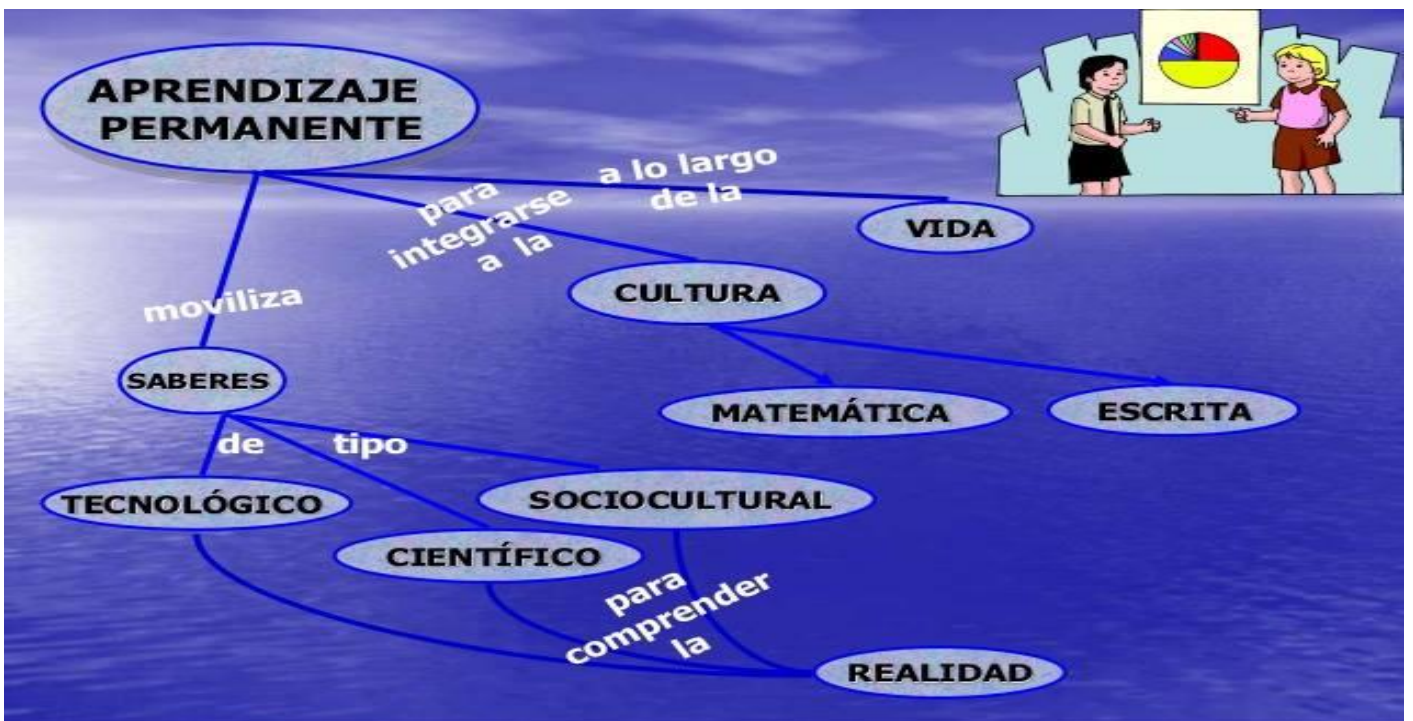 APRENDIZAJE
PERMANENTE
a lo largo
de la
para
integrarse
a la
VIDA
CULTURA
moviliza
SABERES
MATEMÁTICA
ESCRITA
de tipo
TECNOLÓGICO
SOCIOCULTURAL
CIENTÍFICO
para
comprender
la
REALIDAD